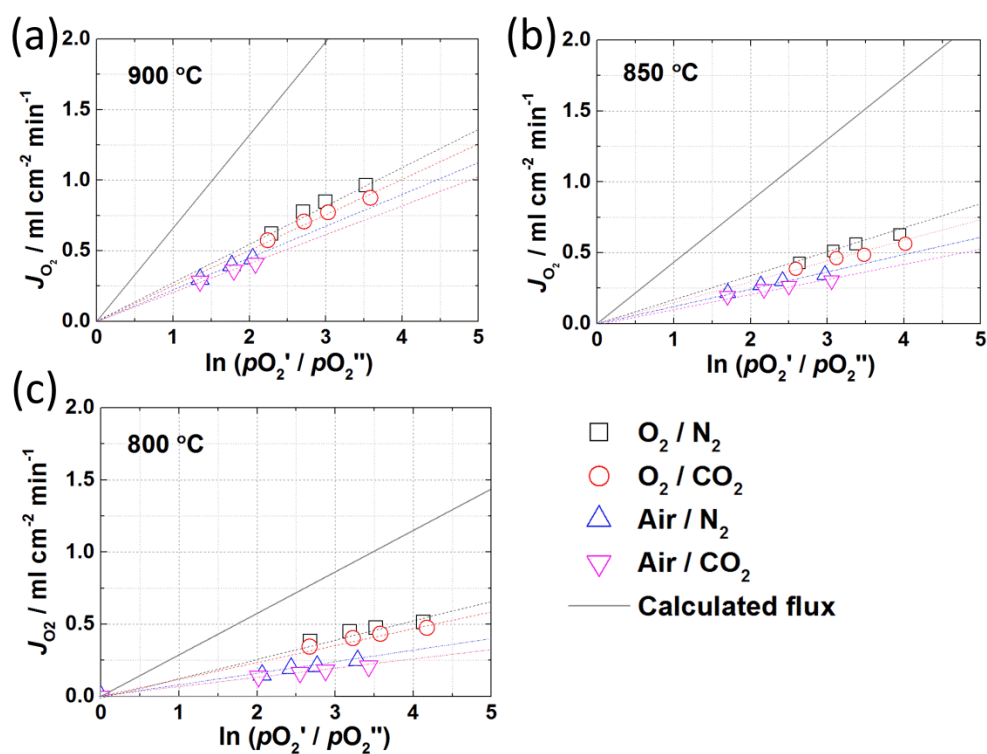 (a)
2.0
1.5
1.0
0.5
0.0
900 °C
J_O₂ / ml cm⁻² min⁻¹
0 1 2 3 4 5
ln (pO₂' / pO₂'')
(b)
2.0
1.5
1.0
0.5
0.0
850 °C
J_O₂ / ml cm⁻² min⁻¹
0 1 2 3 4 5
ln (pO₂' / pO₂'')
(c)
2.0
1.5
1.0
0.5
0.0
800 °C
J_O2 / ml cm⁻² min⁻¹
0 1 2 3 4 5
ln (pO₂' / pO₂'')
O₂ / N₂
O₂ / CO₂
Air / N₂
Air / CO₂
Calculated flux